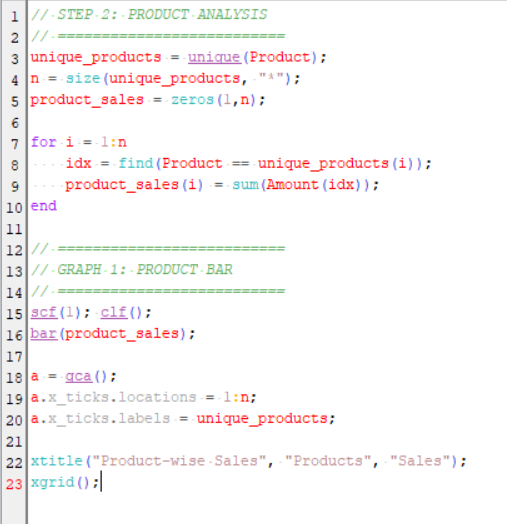 1 // STEP 2: PRODUCT ANALYSIS
2 // ==========================
3 unique_products = unique(Product);
4 n = size(unique_products, "*");
5 product_sales = zeros(1,n);
6
7 for i = 1:n
8     idx = find(Product == unique_products(i));
9     product_sales(i) = sum(Amount(idx));
10 end
11
12 // ==========================
13 // GRAPH 1: PRODUCT BAR
14 // ==========================
15 scf(1); clf();
16 bar(product_sales);
17
18 a = gca();
19 a.x_ticks.locations = 1:n;
20 a.x_ticks.labels = unique_products;
21
22 xtitle("Product-wise Sales", "Products", "Sales");
23 xgrid();